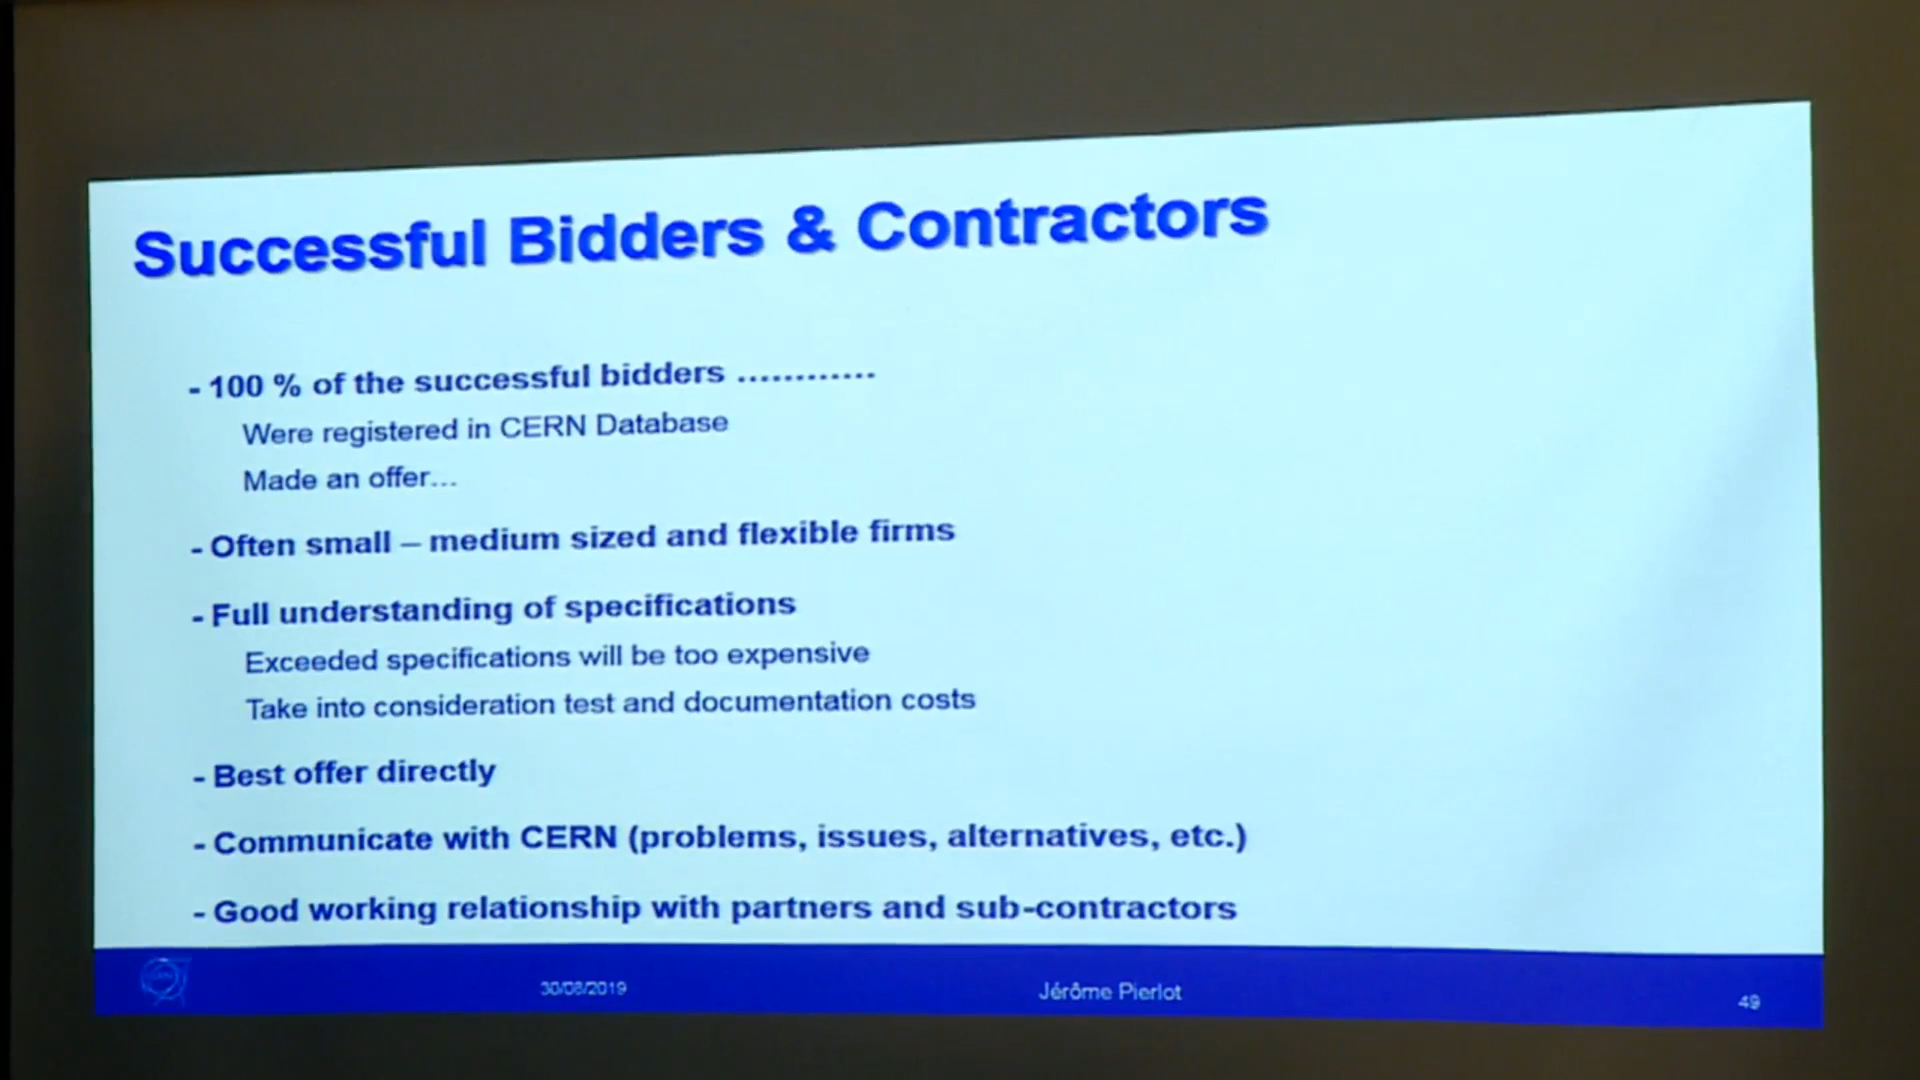 Successful Bidders & Contractors
- 100 % of the successful bidders ............
Were registered in CERN Database
Made an offer...
- Often small – medium sized and flexible firms
- Full understanding of specifications
Exceeded specifications will be too expensive
Take into consideration test and documentation costs
- Best offer directly
- Communicate with CERN (problems, issues, alternatives, etc.)
- Good working relationship with partners and sub-contractors
30/08/2019
Jérôme Pierlot
49